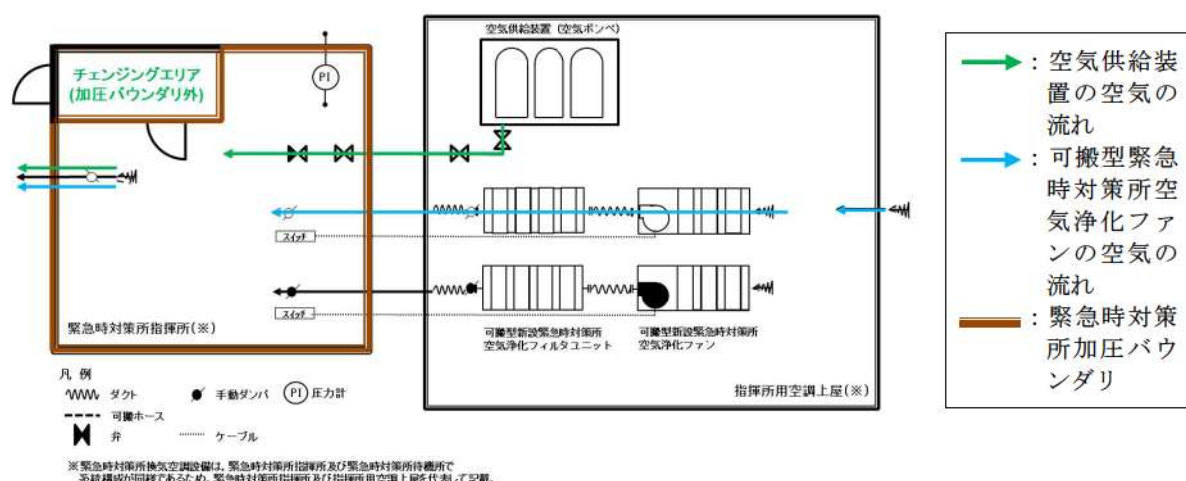 空気供給装置(空気ボンベ)
チェンジングエリア
(加圧バウンダリ外)
PI
スイッチ
スイッチ
緊急時対策所指揮所(※)
可搬型新設緊急時対策所
空気浄化フィルタユニット
可搬型新設緊急時対策所
空気浄化ファン
指揮所用空調上屋(※)
凡例
ダクト
手動ダンパ
PI 圧力計
可搬ホース
弁
ケーブル
※緊急時対策所換気空調設備は、緊急時対策所指揮所及び緊急時対策所待機所で
系統構成が同様であるため、緊急時対策所指揮所及び指揮所用空調上屋を代表して記載。
:空気供給装
置の空気の
流れ
:可搬型緊急
時対策所空
気浄化ファ
ンの空気の
流れ
:緊急時対策
所加圧バウ
ンダリ